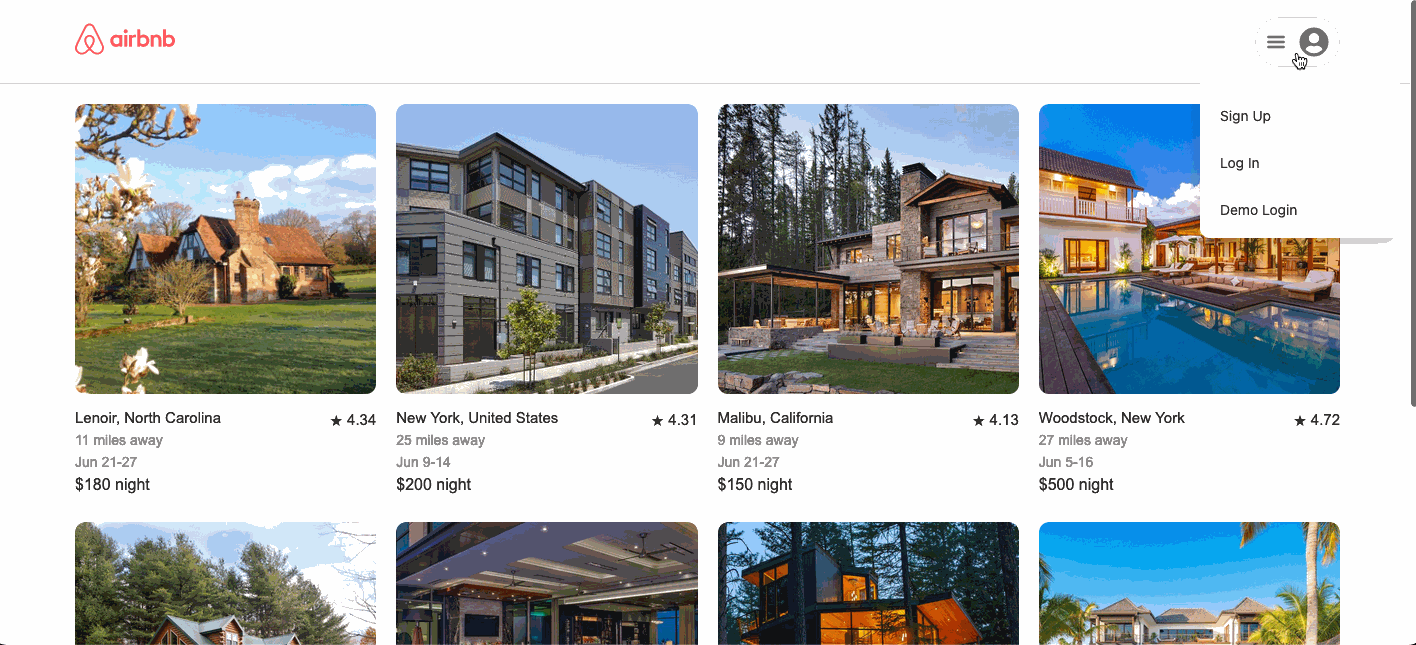 airbnb
Sign Up
Log In
Demo Login
Lenoir, North Carolina ★ 4.34
11 miles away
Jun 21-27
$180 night
New York, United States ★ 4.31
25 miles away
Jun 9-14
$200 night
Malibu, California ★ 4.13
9 miles away
Jun 21-27
$150 night
Woodstock, New York ★ 4.72
27 miles away
Jun 5-16
$500 night